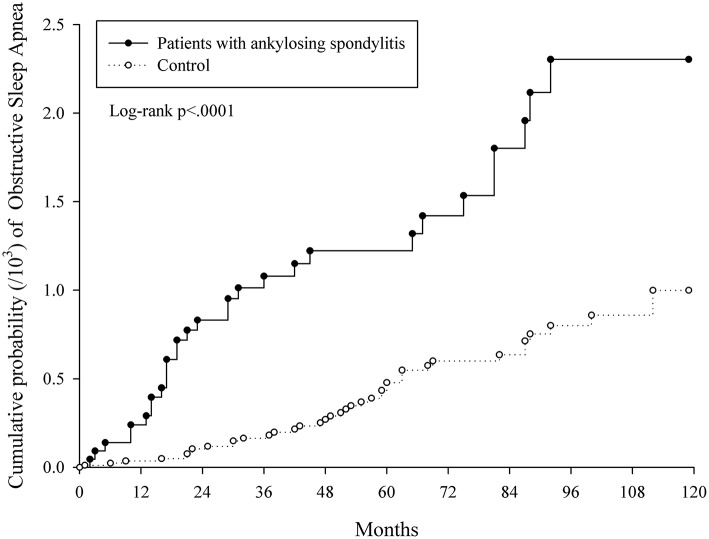 Cumulative probability (/10³) of Obstructive Sleep Apnea
2.5
2.0
1.5
1.0
0.5
0.0
Patients with ankylosing spondylitis
Control
Log-rank p<.0001
0 12 24 36 48 60 72 84 96 108 120
Months